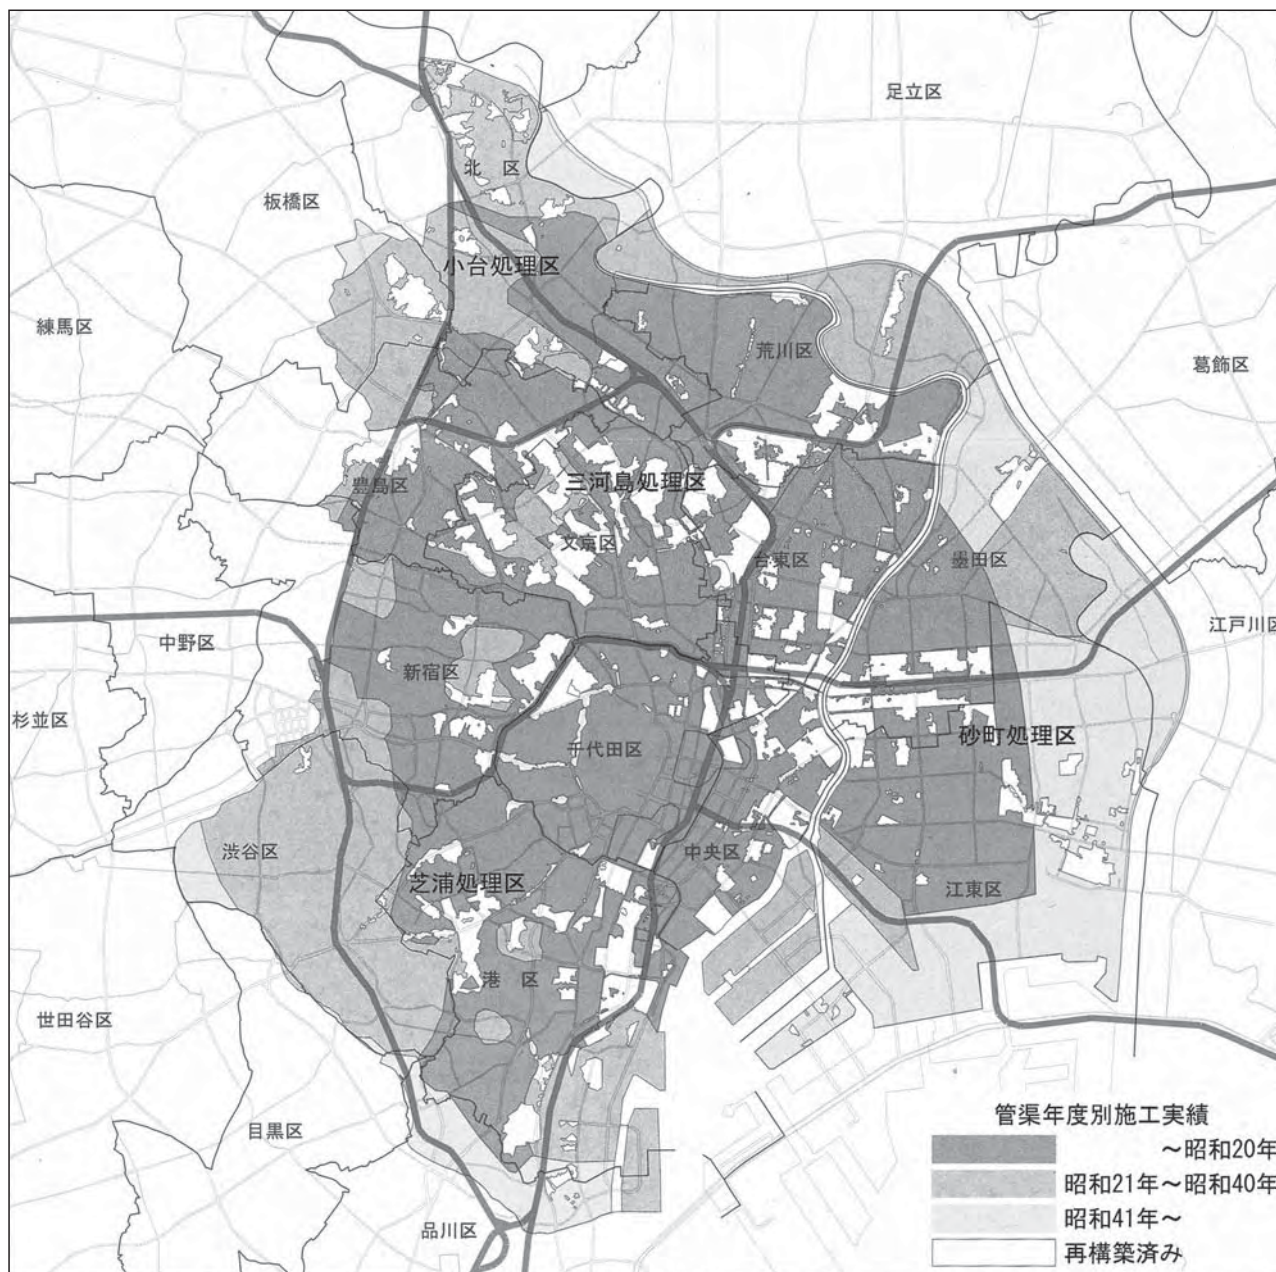 足立区
北　区
板橋区
小台処理区
練馬区
荒川区
葛飾区
豊島区
三河島処理区
文京区
台東区
墨田区
江戸川区
中野区
新宿区
杉並区
千代田区
砂町処理区
渋谷区
中央区
芝浦処理区
江東区
港　区
世田谷区
目黒区
品川区
管渠年度別施工実績
～昭和20年
昭和21年～昭和40年
昭和41年～
再構築済み